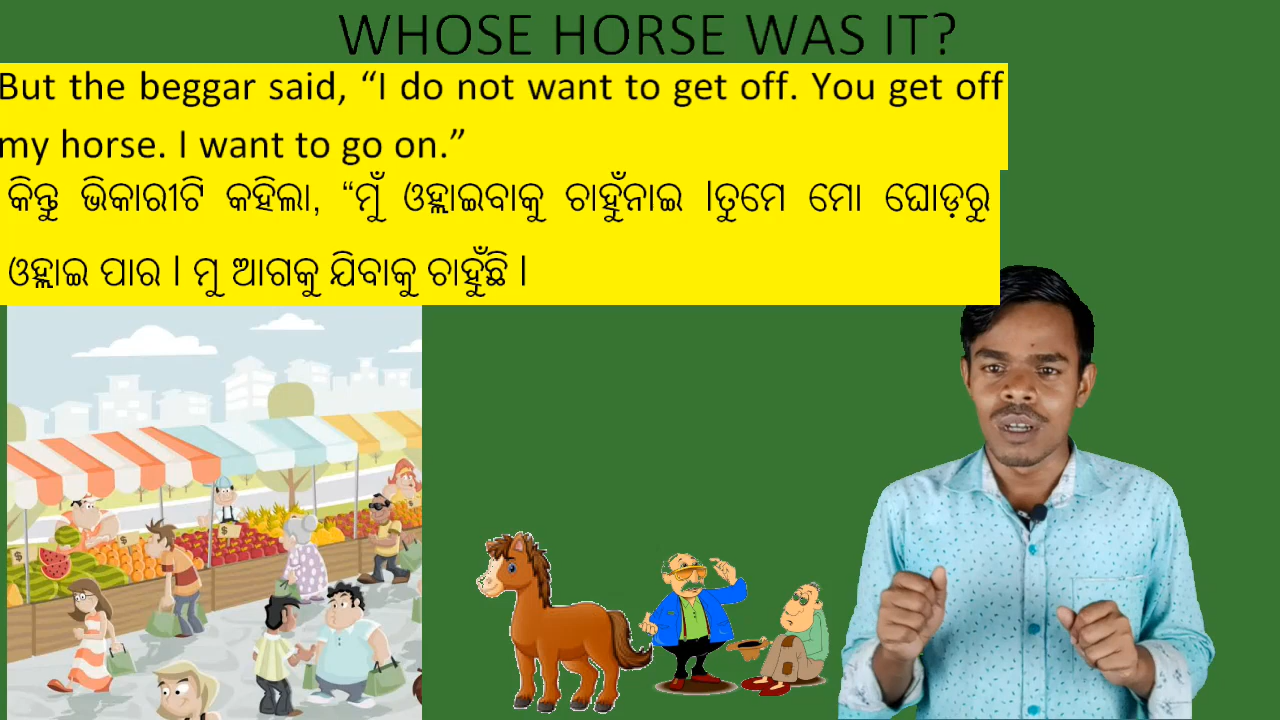 WHOSE HORSE WAS IT?
But the beggar said, “I do not want to get off. You get off
my horse. I want to go on.”
କିନ୍ତୁ ଭିକାରୀଟି କହିଲା, “ମୁଁ ଓହ୍ଲାଇବାକୁ ଚାହୁଁନାଇ ।ତୁମେ ମୋ ଘୋଡ଼ାରୁ
ଓହ୍ଲାଇ ପାର । ମୁ ଆଗକୁ ଯିବାକୁ ଚାହୁଁଛି ।
$
$
$